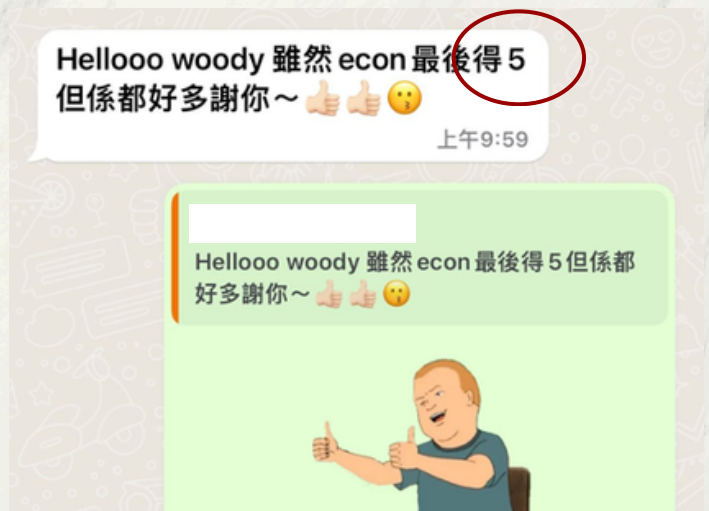 Hellooo woody 雖然 econ 最後得 5
但係都好多謝你～👍🏻👍🏻😗
上午9:59
Hellooo woody 雖然 econ 最後得 5 但係都
好多謝你～👍🏻👍🏻😗